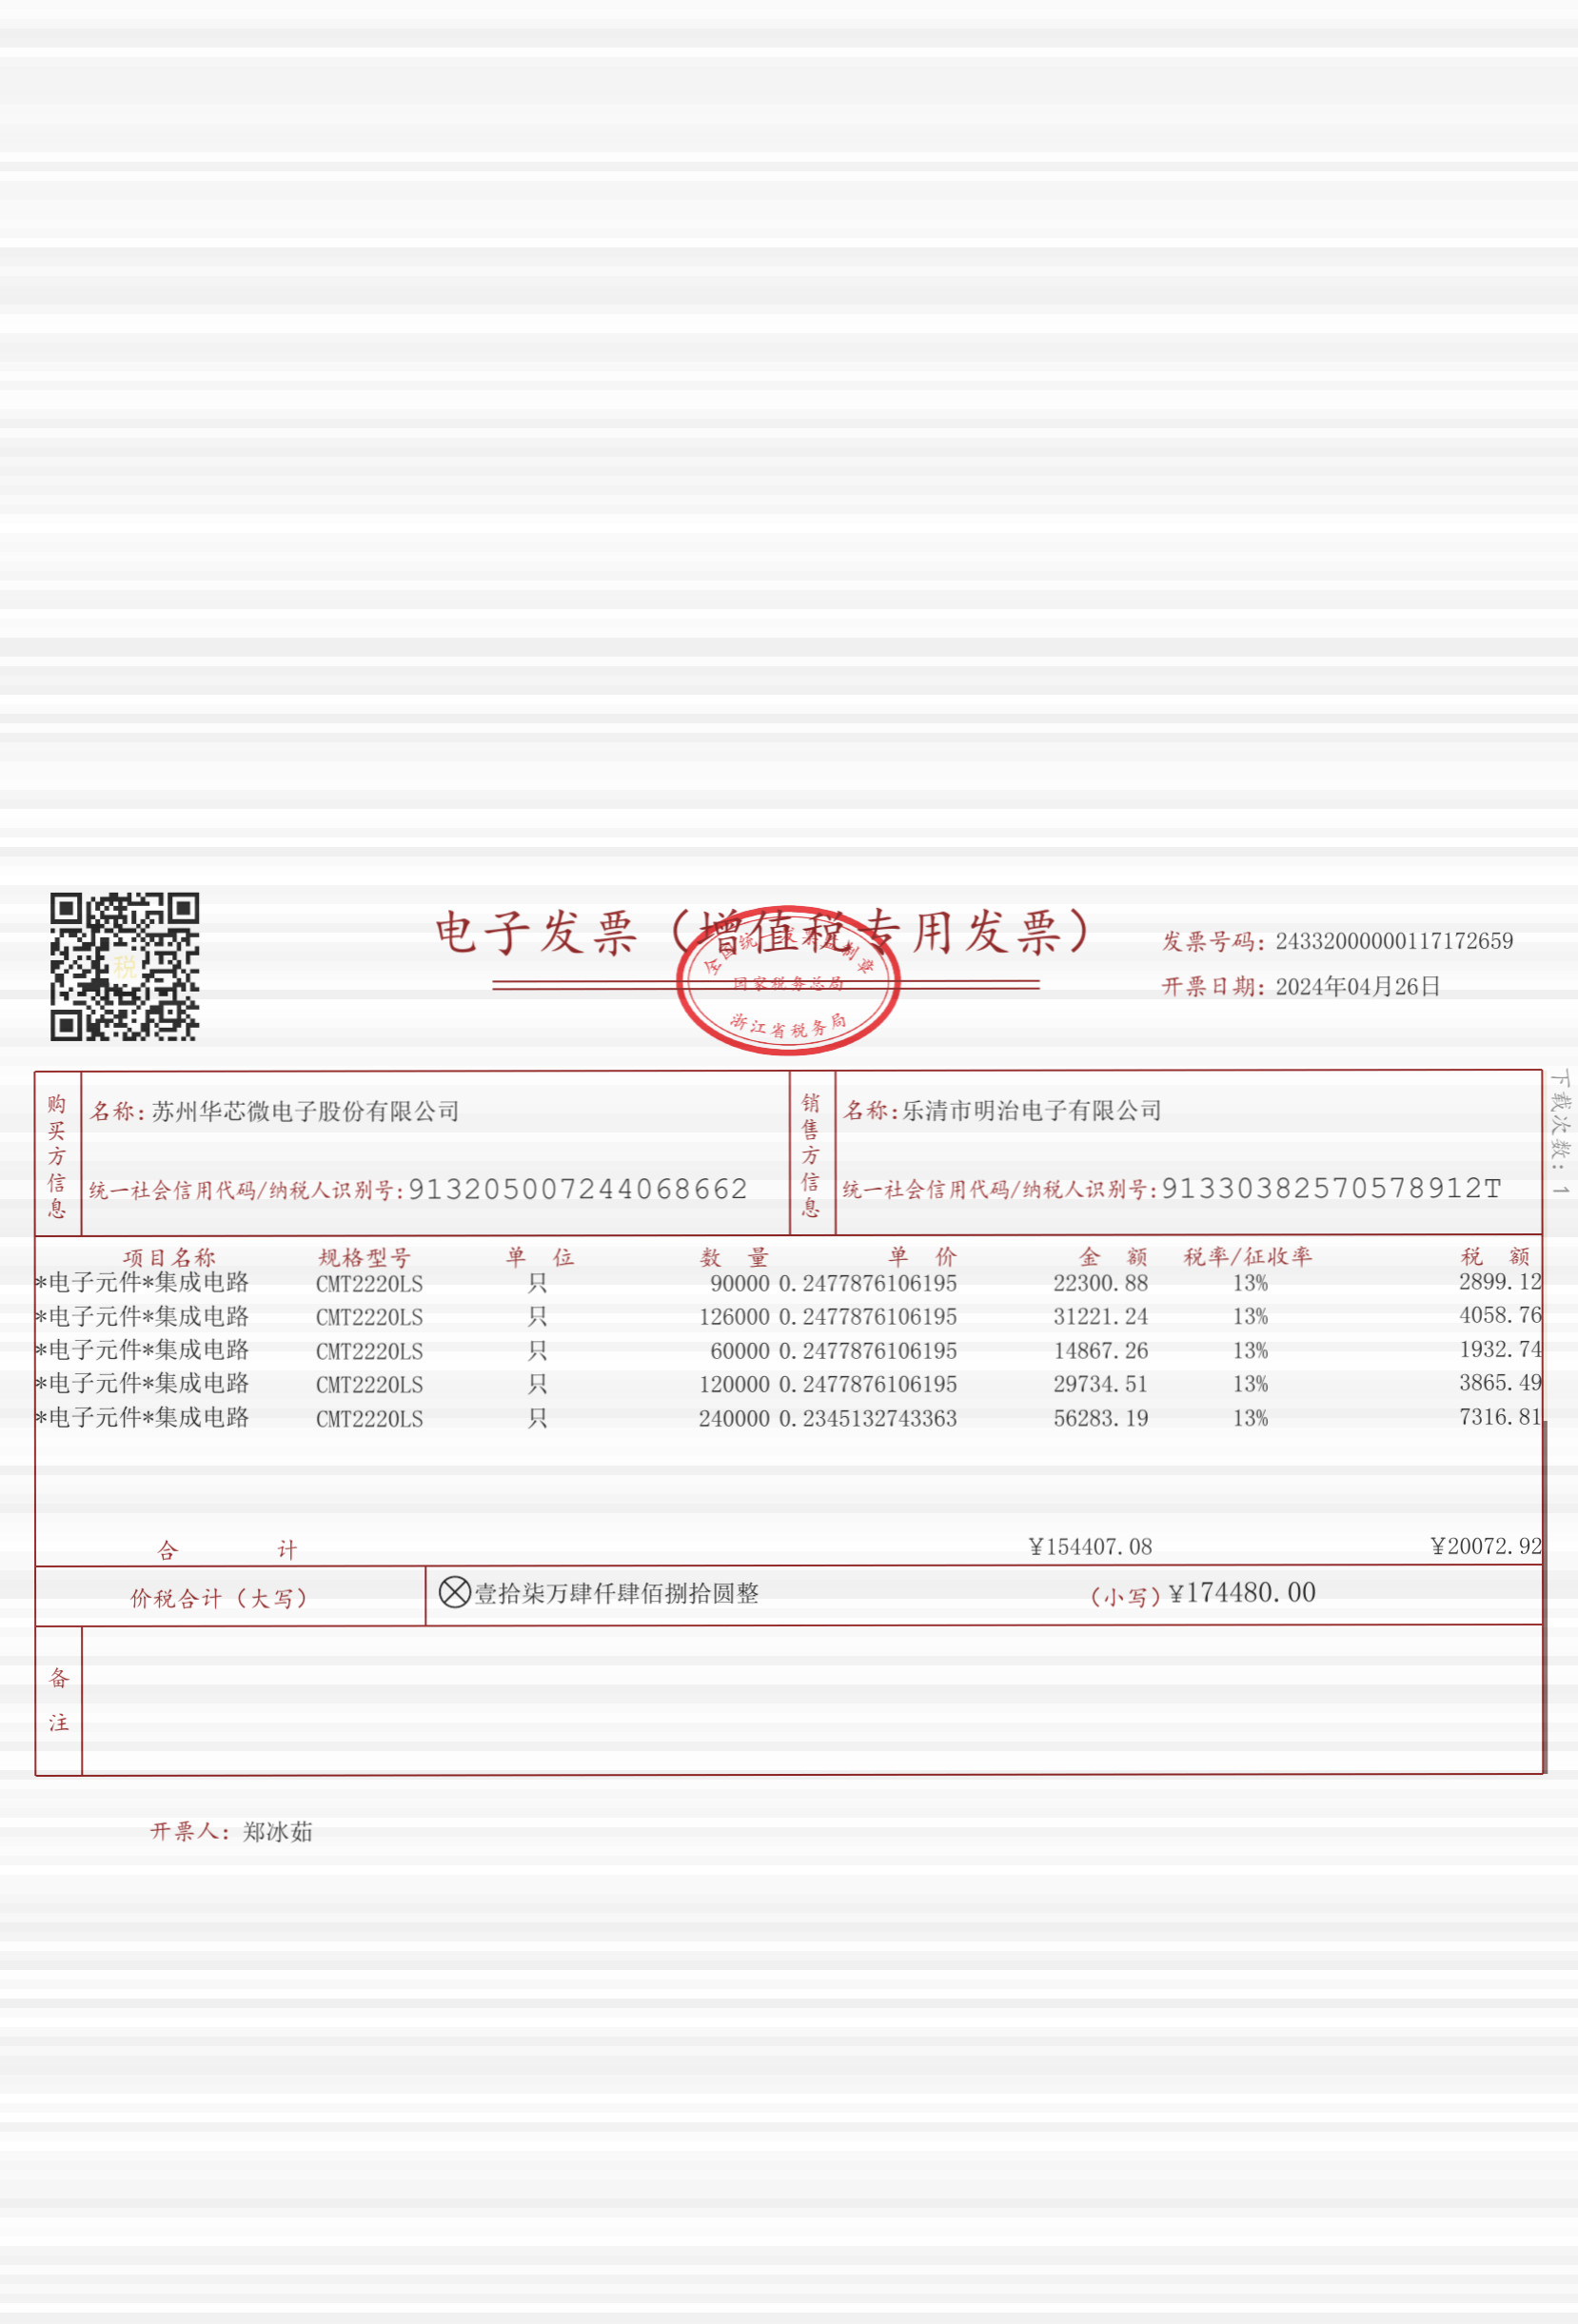 电子发票（增值税专用发票）
全国统一发票监制章
国家税务总局
浙江省税务局
税
发票号码：24332000000117172659
开票日期：2024年04月26日
下载次数：1
购买方信息
名称：苏州华芯微电子股份有限公司
统一社会信用代码/纳税人识别号：913205007244068662
销售方信息
名称：乐清市明治电子有限公司
统一社会信用代码/纳税人识别号：91330382570578912T
项目名称 规格型号 单位 数量 单价 金额 税率/征收率 税额
*电子元件*集成电路 CMT2220LS 只 90000 0.2477876106195 22300.88 13% 2899.12
*电子元件*集成电路 CMT2220LS 只 126000 0.2477876106195 31221.24 13% 4058.76
*电子元件*集成电路 CMT2220LS 只 60000 0.2477876106195 14867.26 13% 1932.74
*电子元件*集成电路 CMT2220LS 只 120000 0.2477876106195 29734.51 13% 3865.49
*电子元件*集成电路 CMT2220LS 只 240000 0.2345132743363 56283.19 13% 7316.81
合计 ¥154407.08 ¥20072.92
价税合计（大写） 壹拾柒万肆仟肆佰捌拾圆整 （小写）¥174480.00
备注
开票人：郑冰茹